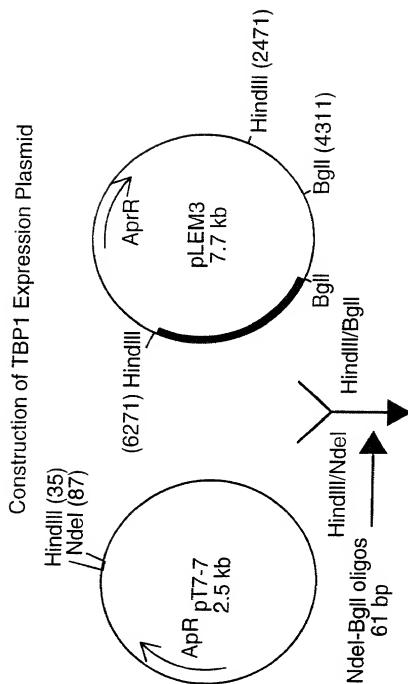 Construction of TBP1 Expression Plasmid
HindIII (35)
NdeI (87)
ApR
pT7-7
2.5 kb
(6271) HindIII
AprR
pLEM3
7.7 kb
HindIII (2471)
BglI (4311)
BglI
HindIII/NdeI
HindIII/BglI
NdeI-BglI oligos
61 bp